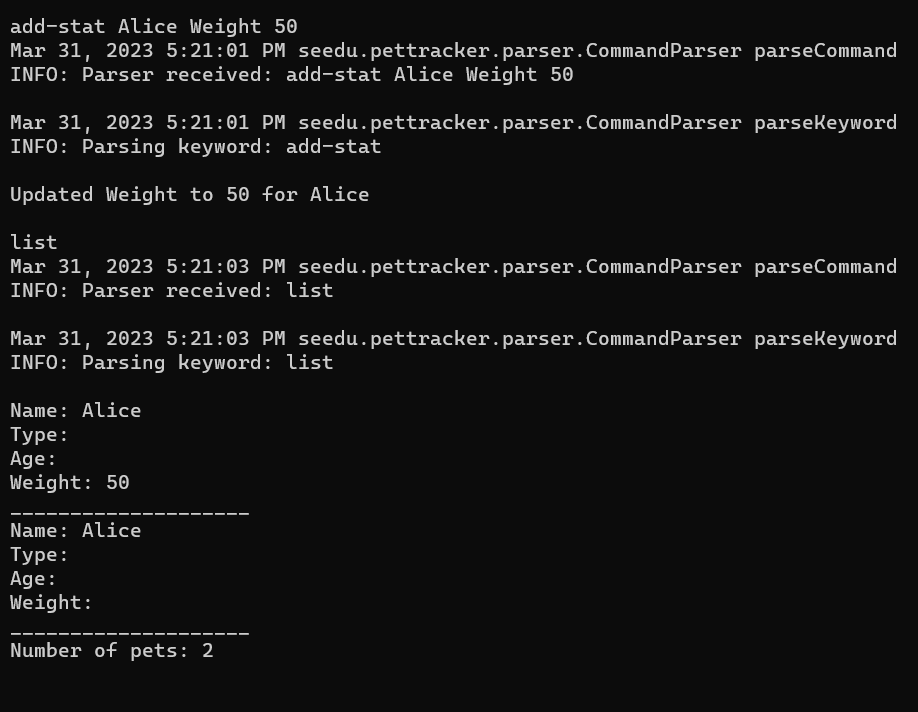 add-stat Alice Weight 50
Mar 31, 2023 5:21:01 PM seedu.pettracker.parser.CommandParser parseCommand
INFO: Parser received: add-stat Alice Weight 50
Mar 31, 2023 5:21:01 PM seedu.pettracker.parser.CommandParser parseKeyword
INFO: Parsing keyword: add-stat
Updated Weight to 50 for Alice
list
Mar 31, 2023 5:21:03 PM seedu.pettracker.parser.CommandParser parseCommand
INFO: Parser received: list
Mar 31, 2023 5:21:03 PM seedu.pettracker.parser.CommandParser parseKeyword
INFO: Parsing keyword: list
Name: Alice
Type:
Age:
Weight: 50
____________________
Name: Alice
Type:
Age:
Weight:
____________________
Number of pets: 2